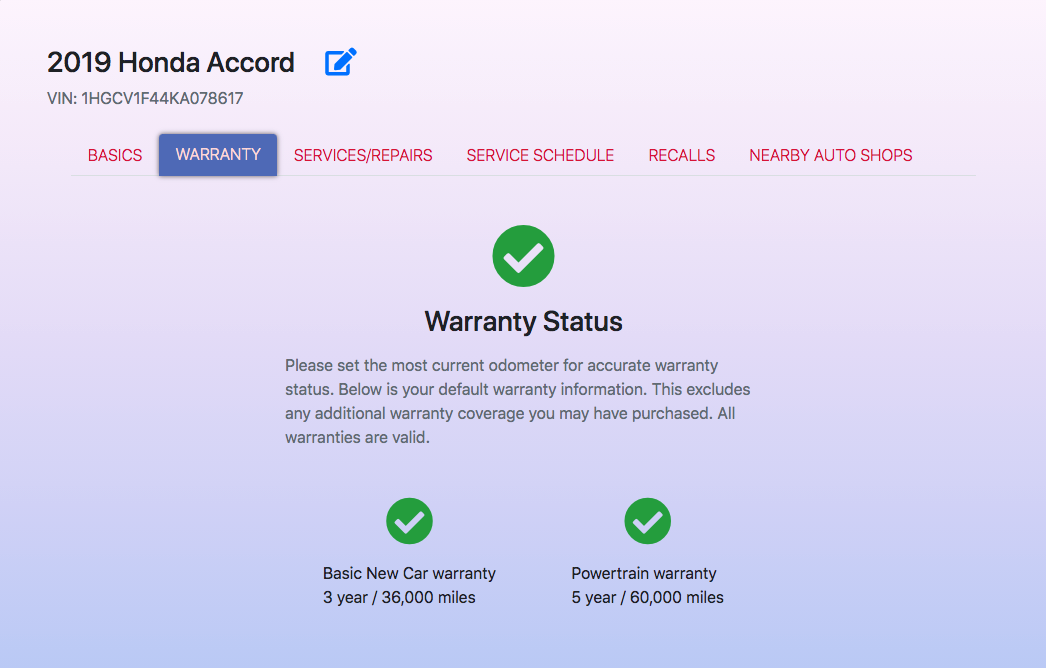 2019 Honda Accord
VIN: 1HGCV1F44KA078617
BASICS WARRANTY SERVICES/REPAIRS SERVICE SCHEDULE RECALLS NEARBY AUTO SHOPS
Warranty Status
Please set the most current odometer for accurate warranty
status. Below is your default warranty information. This excludes
any additional warranty coverage you may have purchased. All
warranties are valid.
Basic New Car warranty
3 year / 36,000 miles
Powertrain warranty
5 year / 60,000 miles